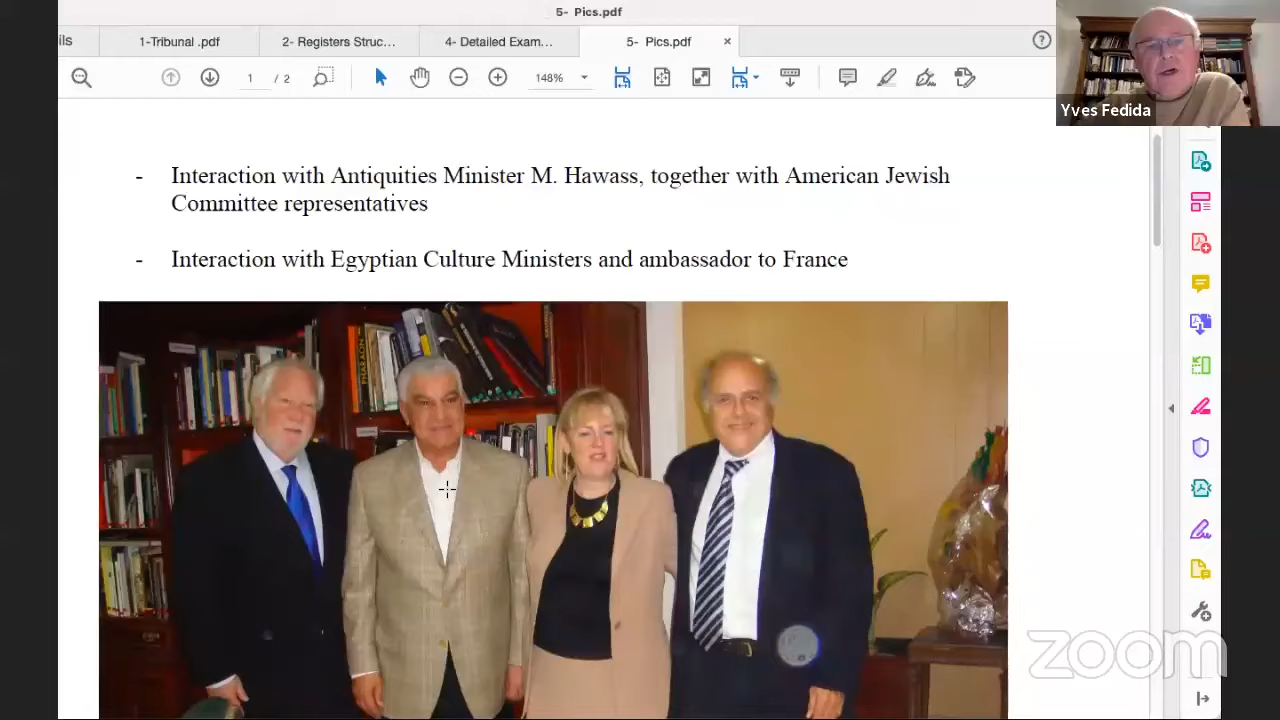 5- Pics.pdf
ils
1-Tribunal .pdf
2- Registers Struc...
4- Detailed Exam...
5- Pics.pdf
1 / 2
148%
Yves Fedida
- Interaction with Antiquities Minister M. Hawass, together with American Jewish
Committee representatives
- Interaction with Egyptian Culture Ministers and ambassador to France
PHARAON
zoom